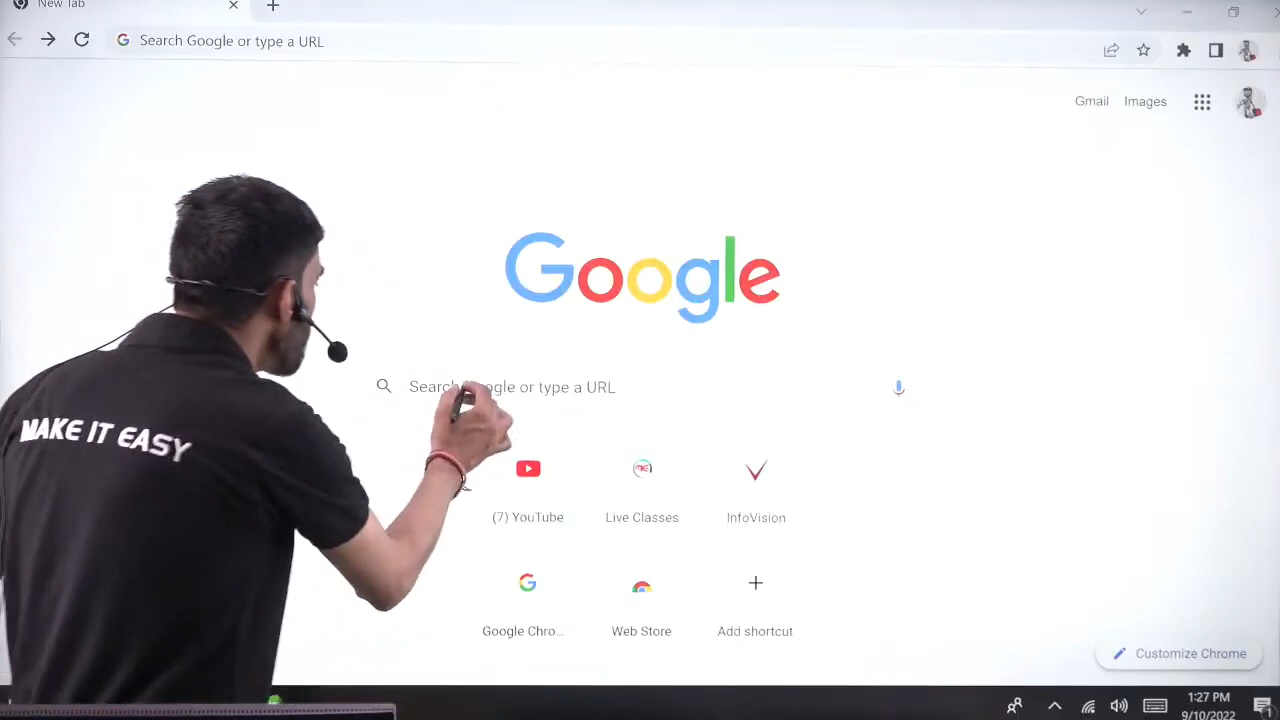 New Tab
Search Google or type a URL
Gmail Images
Google
Search Google or type a URL
MAKE IT EASY
(7) YouTube Live Classes InfoVision
Google Chro... Web Store Add shortcut
Customize Chrome
1:27 PM
9/10/2022